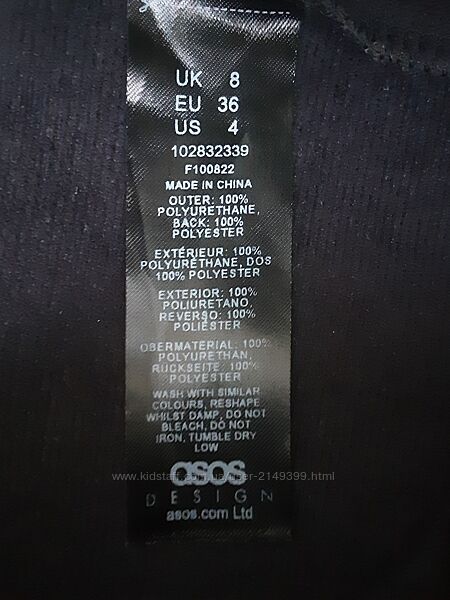 UK 8
EU 36
US 4
102832339
F100822
MADE IN CHINA
OUTER: 100%
POLYURETHANE,
BACK: 100%
POLYESTER
EXTÉRIEUR: 100%
POLYURÉTHANE, DOS
100% POLYESTER
EXTERIOR: 100%
POLIURETANO,
REVERSO: 100%
POLIÉSTER
OBERMATERIAL: 100%
POLYURETHAN,
RÜCKSEITE: 100%
POLYESTER
WASH WITH SIMILAR
COLOURS, RESHAPE
WHILST DAMP, DO NOT
BLEACH, DO NOT
IRON, TUMBLE DRY
LOW
asos
DESIGN
asos.com Ltd